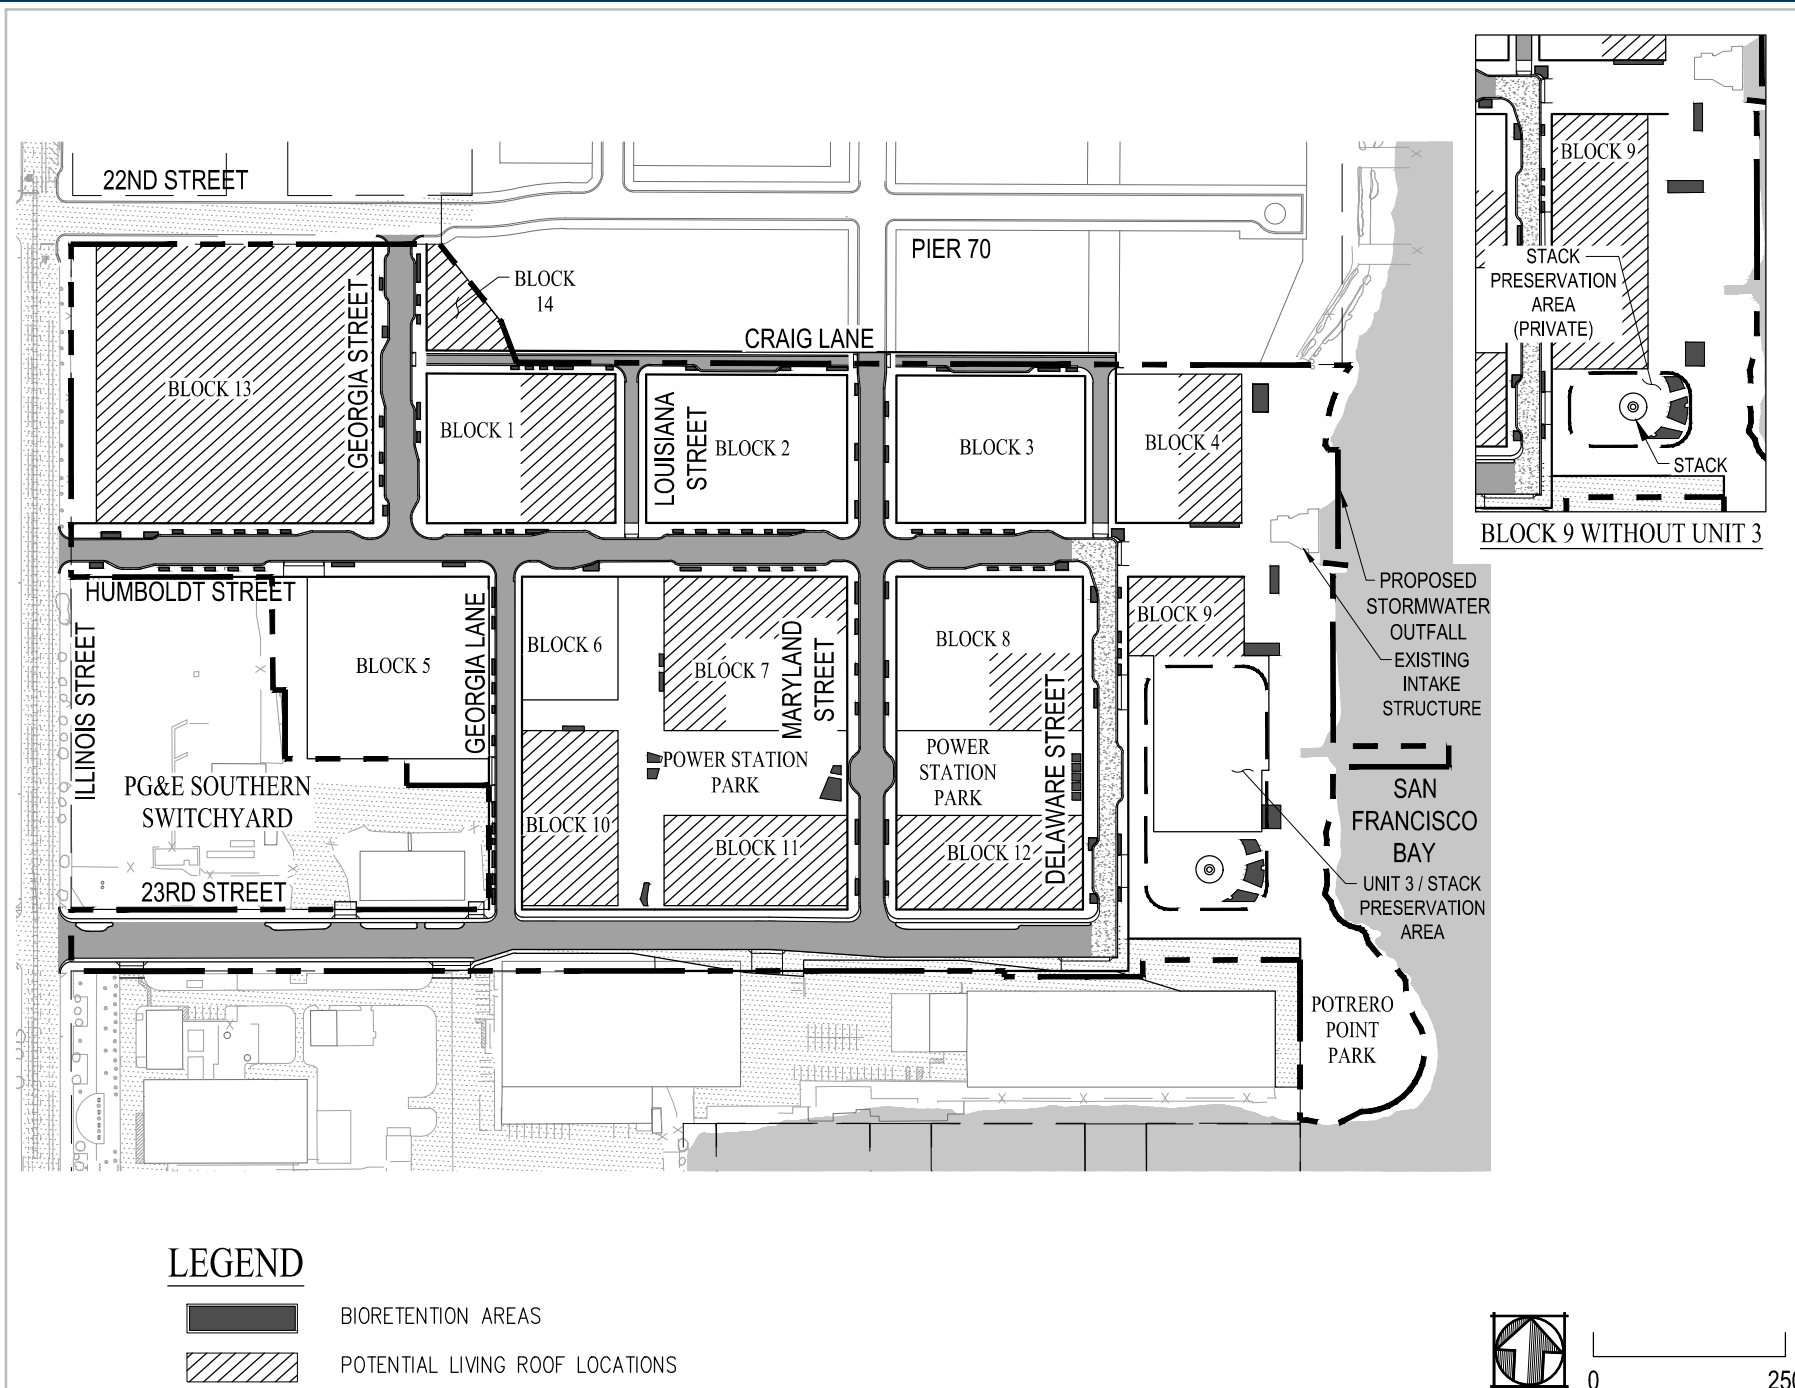 22ND STREET
PIER 70
BLOCK
14
CRAIG LANE
GEORGIA STREET
BLOCK 13
BLOCK 1
LOUISIANA
STREET
BLOCK 2
BLOCK 3
BLOCK 4
BLOCK 9
STACK
PRESERVATION
AREA
(PRIVATE)
STACK
BLOCK 9 WITHOUT UNIT 3
HUMBOLDT STREET
ILLINOIS STREET
BLOCK 5
GEORGIA LANE
BLOCK 6
BLOCK 7
MARYLAND
STREET
BLOCK 8
DELAWARE STREET
BLOCK 9
PROPOSED
STORMWATER
OUTFALL
EXISTING
INTAKE
STRUCTURE
PG&E SOUTHERN
SWITCHYARD
POWER STATION
PARK
POWER
STATION
PARK
BLOCK 10
BLOCK 11
BLOCK 12
SAN
FRANCISCO
BAY
UNIT 3 / STACK
PRESERVATION
AREA
23RD STREET
POTRERO
POINT
PARK
LEGEND
BIORETENTION AREAS
POTENTIAL LIVING ROOF LOCATIONS
0